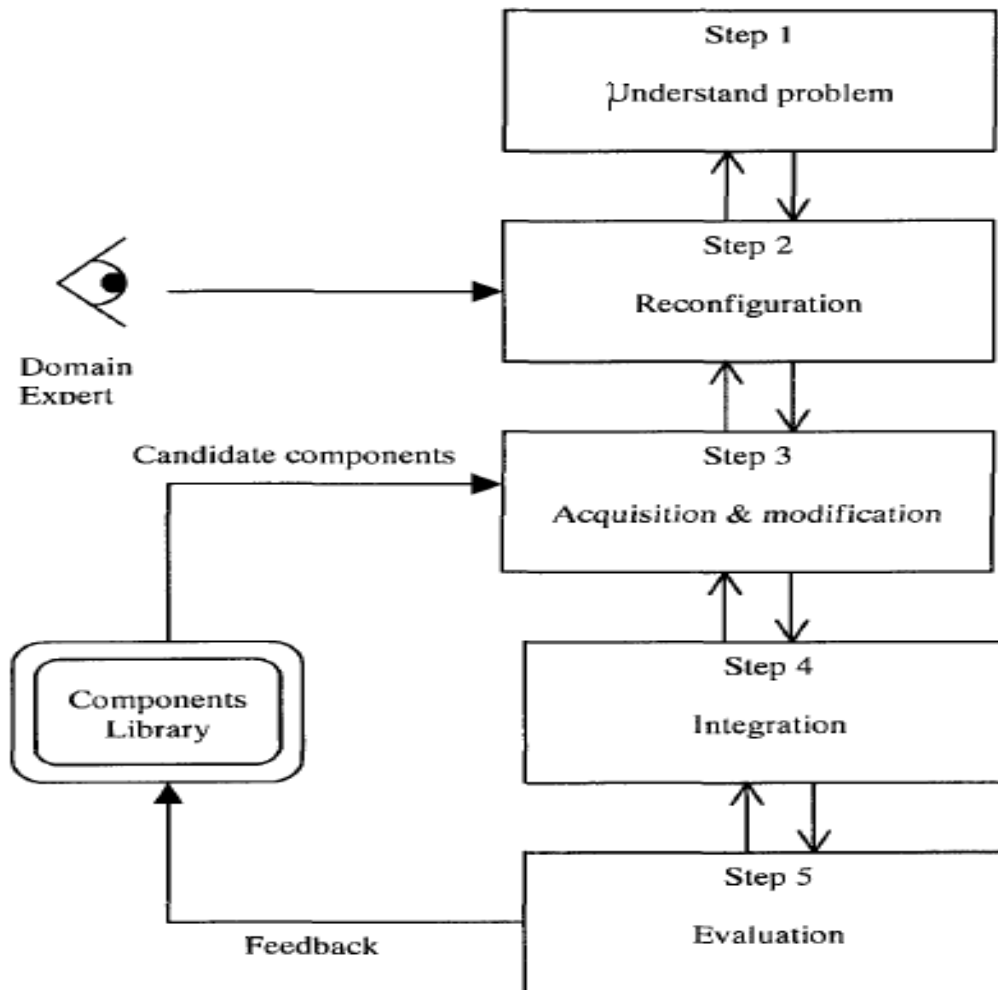 Step 1
Understand problem
Step 2
Reconfiguration
Domain
Expert
Candidate components
Step 3
Acquisition & modification
Step 4
Integration
Components
Library
Step 5
Evaluation
Feedback